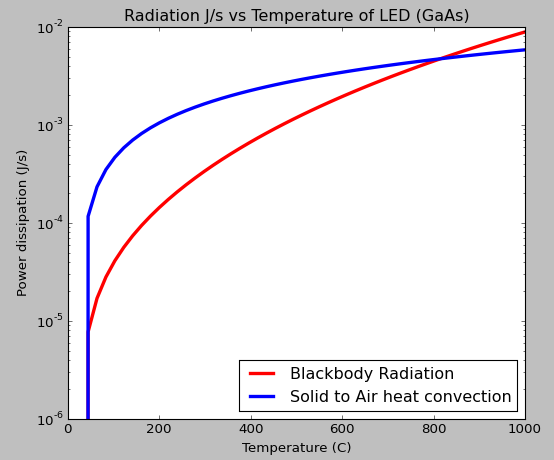 Radiation J/s vs Temperature of LED (GaAs)
Power dissipation (J/s)
10^-2
10^-3
10^-4
10^-5
10^-6
0
200
400
600
800
1000
Temperature (C)
Blackbody Radiation
Solid to Air heat convection